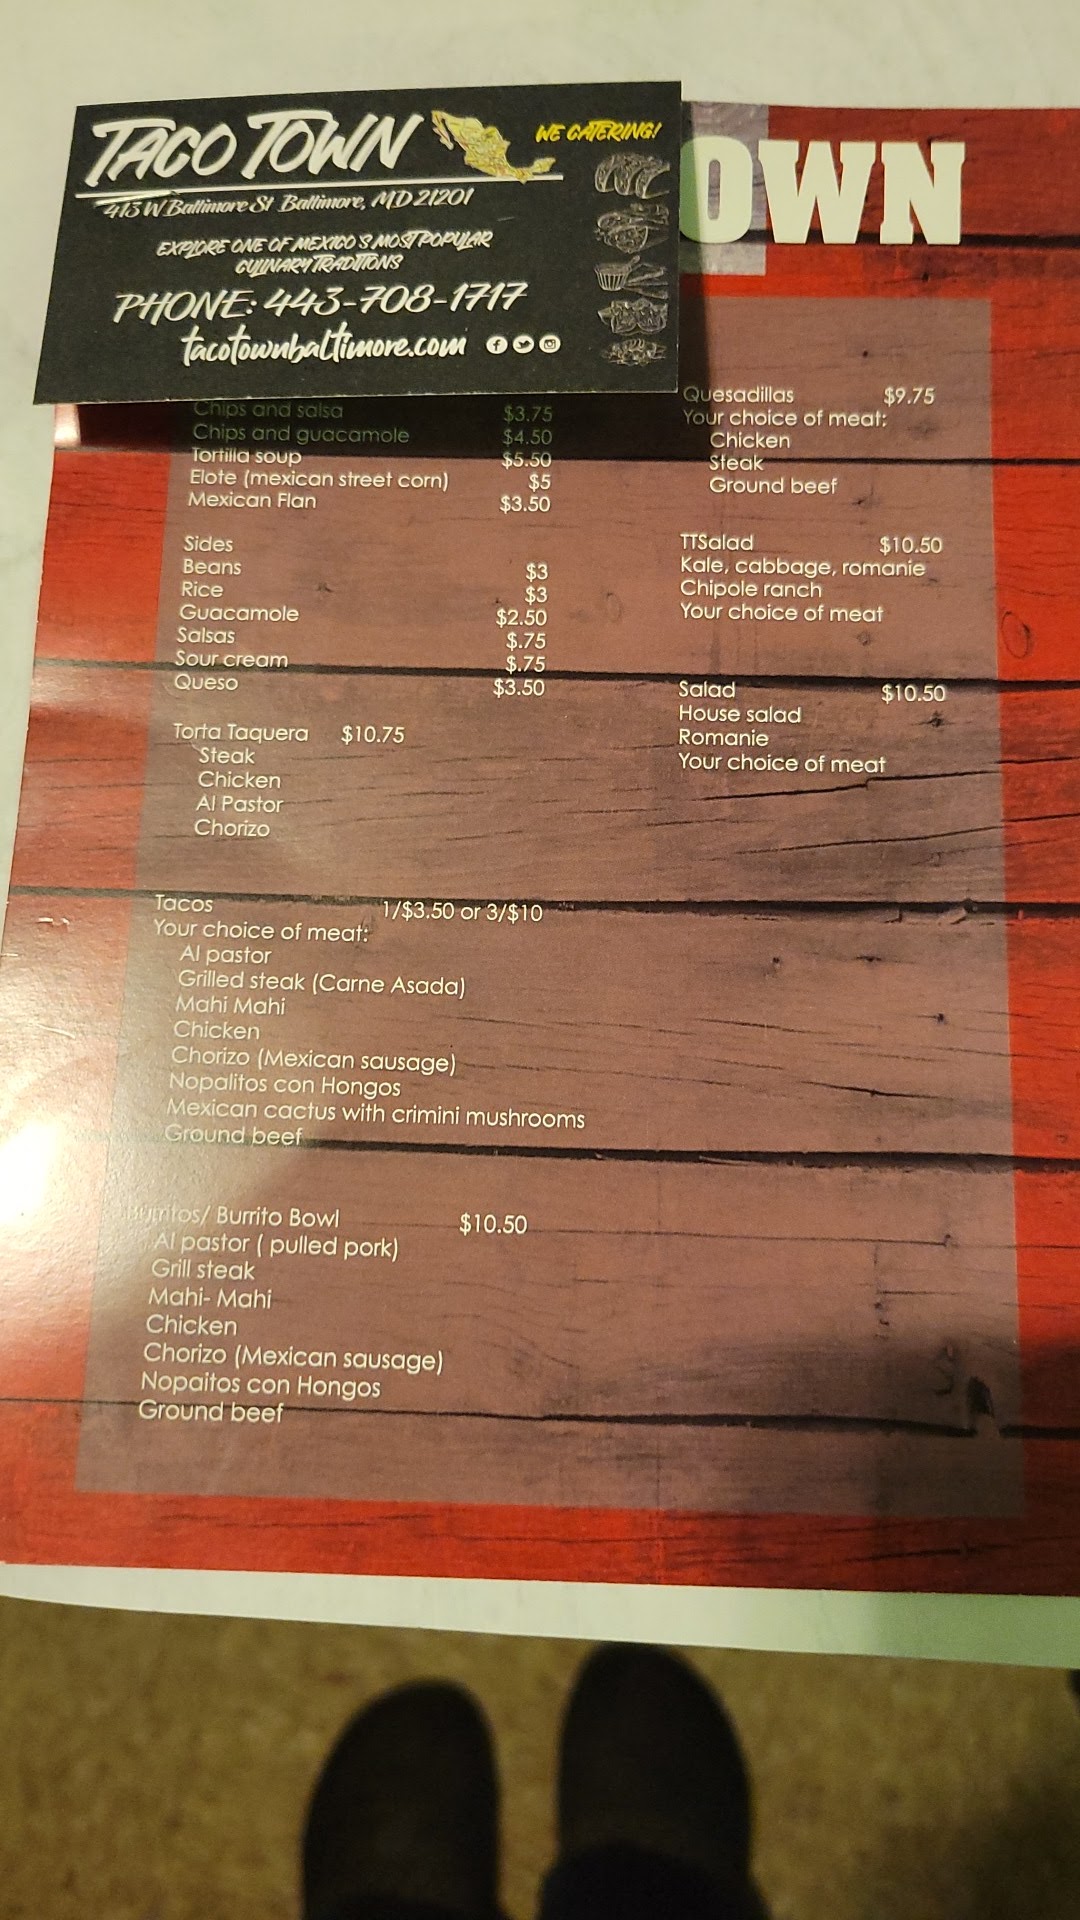 TACO TOWN
WE CATERING!
413 W Baltimore St Baltimore, MD 21201
EXPLORE ONE OF MEXICO'S MOST POPULAR
CULINARY TRADITIONS
PHONE: 443-708-1717
tacotownbaltimore.com
OWN
Chips and salsa $3.75
Chips and guacamole $4.50
Tortilla soup $5.50
Elote (mexican street corn) $5
Mexican Flan $3.50
Sides
Beans $3
Rice $3
Guacamole $2.50
Salsas $.75
Sour cream $.75
Queso $3.50
Torta Taquera $10.75
Steak
Chicken
Al Pastor
Chorizo
Quesadillas $9.75
Your choice of meat:
Chicken
Steak
Ground beef
TTSalad $10.50
Kale, cabbage, romanie
Chipole ranch
Your choice of meat
Salad $10.50
House salad
Romanie
Your choice of meat
Tacos 1/$3.50 or 3/$10
Your choice of meat:
Al pastor
Grilled steak (Carne Asada)
Mahi Mahi
Chicken
Chorizo (Mexican sausage)
Nopalitos con Hongos
Mexican cactus with crimini mushrooms
Ground beef
Burritos/ Burrito Bowl $10.50
Al pastor ( pulled pork)
Grill steak
Mahi- Mahi
Chicken
Chorizo (Mexican sausage)
Nopaitos con Hongos
Ground beef